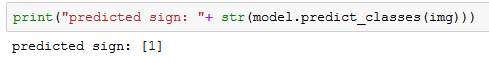 print("predicted sign: "+ str(model.predict_classes(img)))
predicted sign: [1]